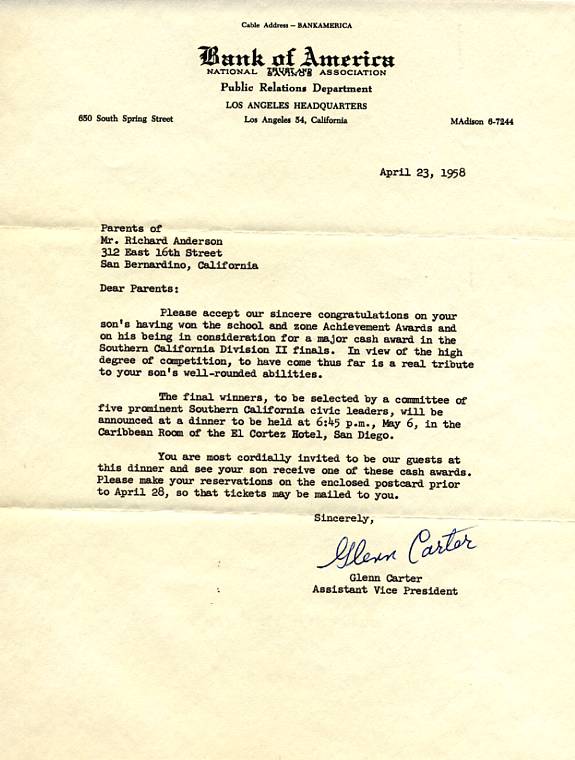 Cable Address — BANKAMERICA
Bank of America
NATIONAL TRUST AND SAVINGS ASSOCIATION
Public Relations Department
LOS ANGELES HEADQUARTERS
650 South Spring Street Los Angeles 54, California MAdison 6-7244
April 23, 1958
Parents of
Mr. Richard Anderson
312 East 16th Street
San Bernardino, California
Dear Parents:
Please accept our sincere congratulations on your
son's having won the school and zone Achievement Awards and
on his being in consideration for a major cash award in the
Southern California Division II finals. In view of the high
degree of competition, to have come thus far is a real tribute
to your son's well-rounded abilities.
The final winners, to be selected by a committee of
five prominent Southern California civic leaders, will be
announced at a dinner to be held at 6:45 p.m., May 6, in the
Caribbean Room of the El Cortez Hotel, San Diego.
You are most cordially invited to be our guests at
this dinner and see your son receive one of these cash awards.
Please make your reservations on the enclosed postcard prior
to April 28, so that tickets may be mailed to you.
Sincerely,
Glenn Carter
Glenn Carter
Assistant Vice President